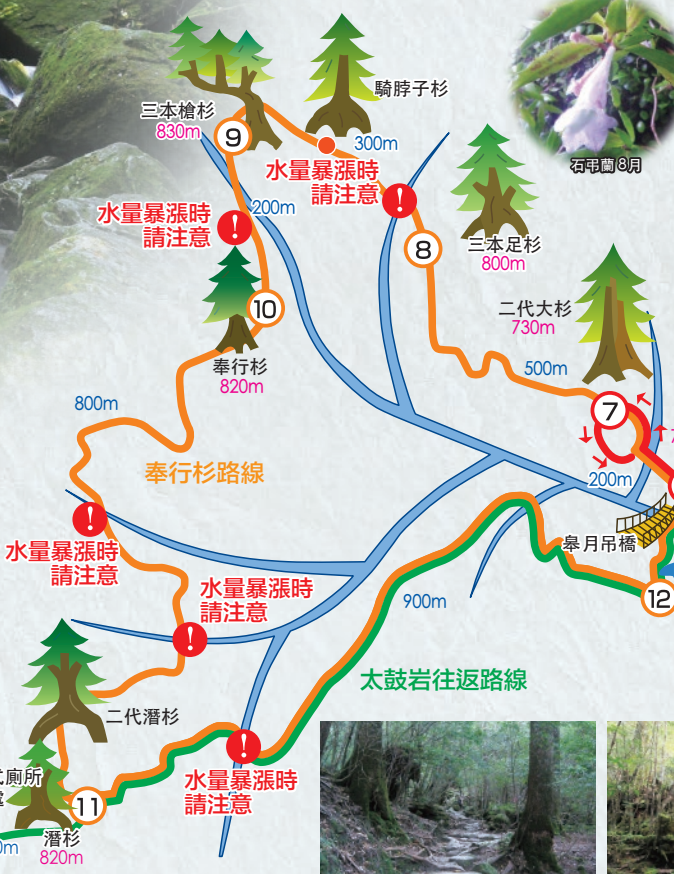 騎脖子杉
三本槍杉
830m
9
300m
水量暴漲時
請注意
石弔蘭 8月
水量暴漲時
請注意
200m
8
三本足杉
800m
10
二代大杉
730m
奉行杉
820m
500m
800m
7
奉行杉路線
200m
皋月吊橋
水量暴漲時
請注意
水量暴漲時
請注意
900m
12
太鼓岩往返路線
二代潛杉
水量暴漲時
請注意
廁所
11
潛杉
820m